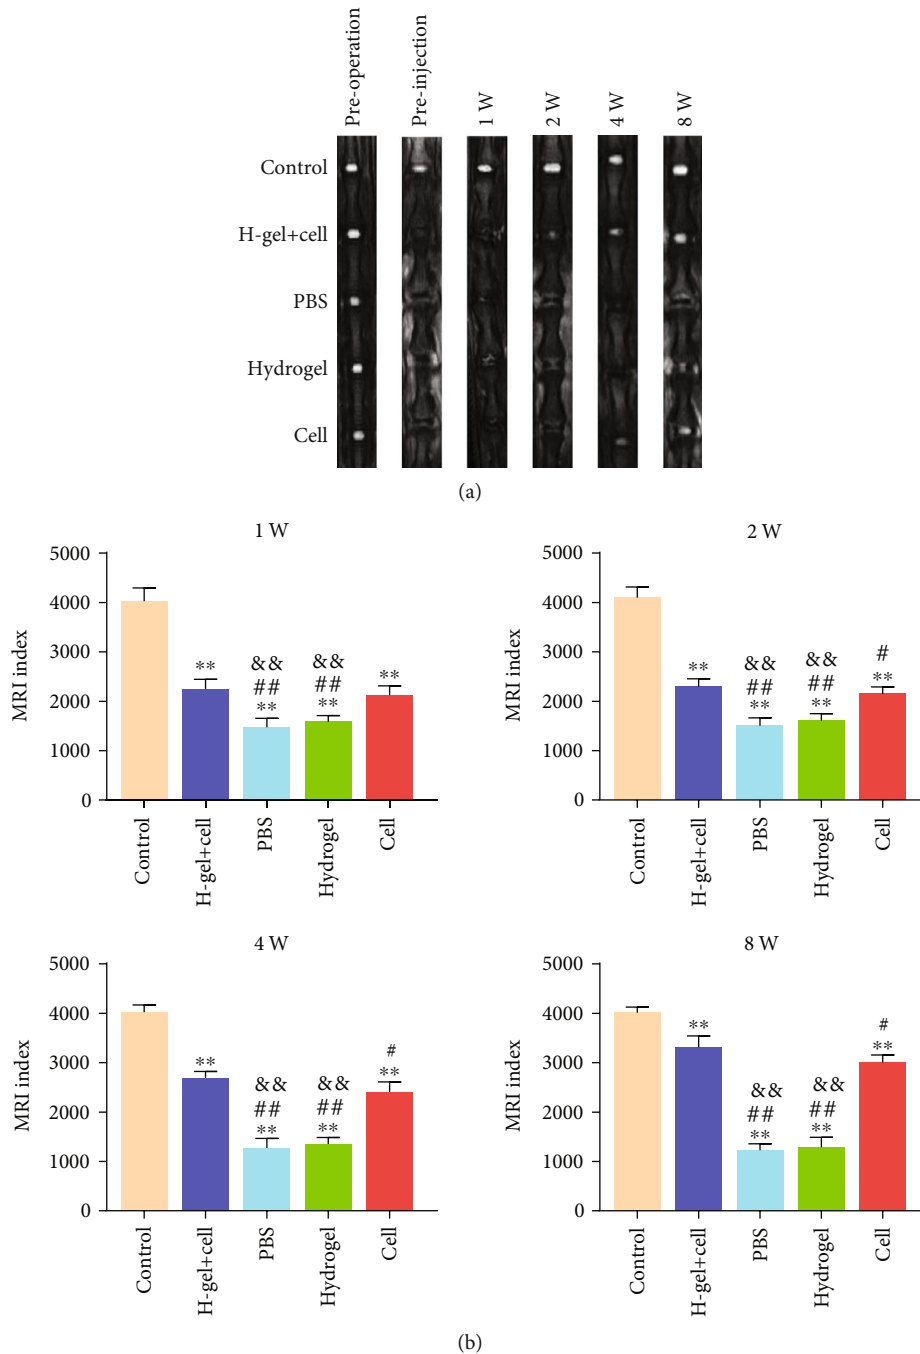 Pre-operation
Pre-injection
1 W
2 W
4 W
8 W
Control
H-gel+cell
PBS
Hydrogel
Cell
(a)
1 W
MRI index
5000
4000
3000
2000
1000
0
**
&&
##
**
&&
##
**
**
Control
H-gel+cell
PBS
Hydrogel
Cell
2 W
MRI index
5000
4000
3000
2000
1000
0
**
&&
##
**
&&
##
**
#
**
Control
H-gel+cell
PBS
Hydrogel
Cell
4 W
MRI index
5000
4000
3000
2000
1000
0
**
&&
##
**
&&
##
**
#
**
Control
H-gel+cell
PBS
Hydrogel
Cell
8 W
MRI index
5000
4000
3000
2000
1000
0
**
&&
##
**
&&
##
**
#
**
Control
H-gel+cell
PBS
Hydrogel
Cell
(b)